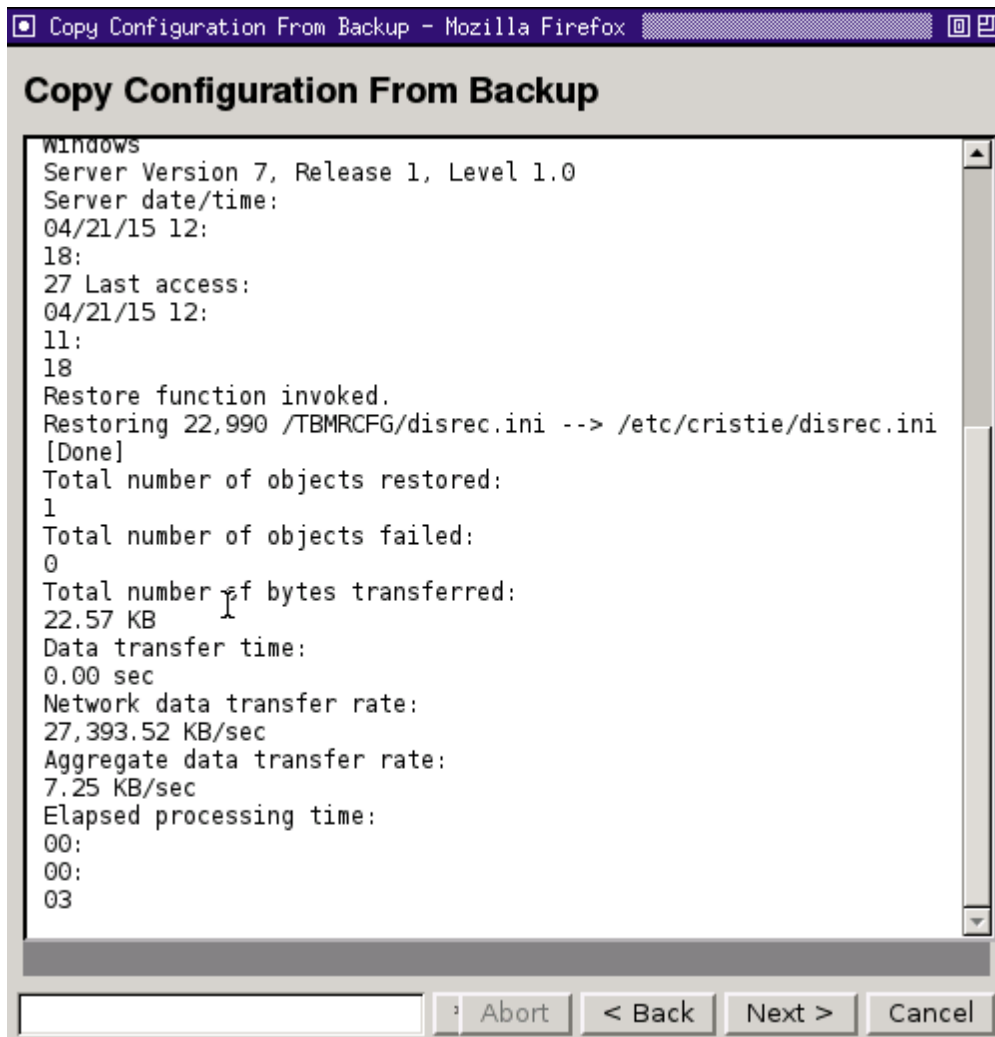 Copy Configuration From Backup - Mozilla Firefox
Copy Configuration From Backup
Windows
Server Version 7, Release 1, Level 1.0
Server date/time:
04/21/15 12:
18:
27 Last access:
04/21/15 12:
11:
18
Restore function invoked.
Restoring 22,990 /TBMRCFG/disrec.ini --> /etc/cristie/disrec.ini
[Done]
Total number of objects restored:
1
Total number of objects failed:
0
Total number of bytes transferred:
22.57 KB
Data transfer time:
0.00 sec
Network data transfer rate:
27,393.52 KB/sec
Aggregate data transfer rate:
7.25 KB/sec
Elapsed processing time:
00:
00:
03
Abort < Back Next > Cancel